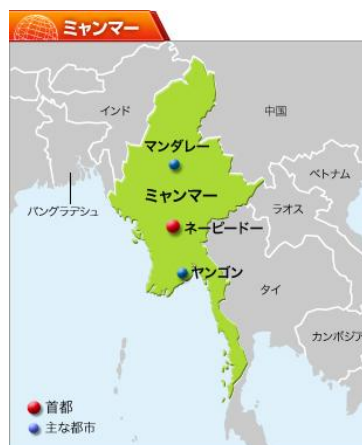 ミャンマー
インド
中国
マンダレー
ミャンマー
ベトナム
バングラデシュ
ネーピードー
ラオス
ヤンゴン
タイ
カンボジア
首都
主な都市